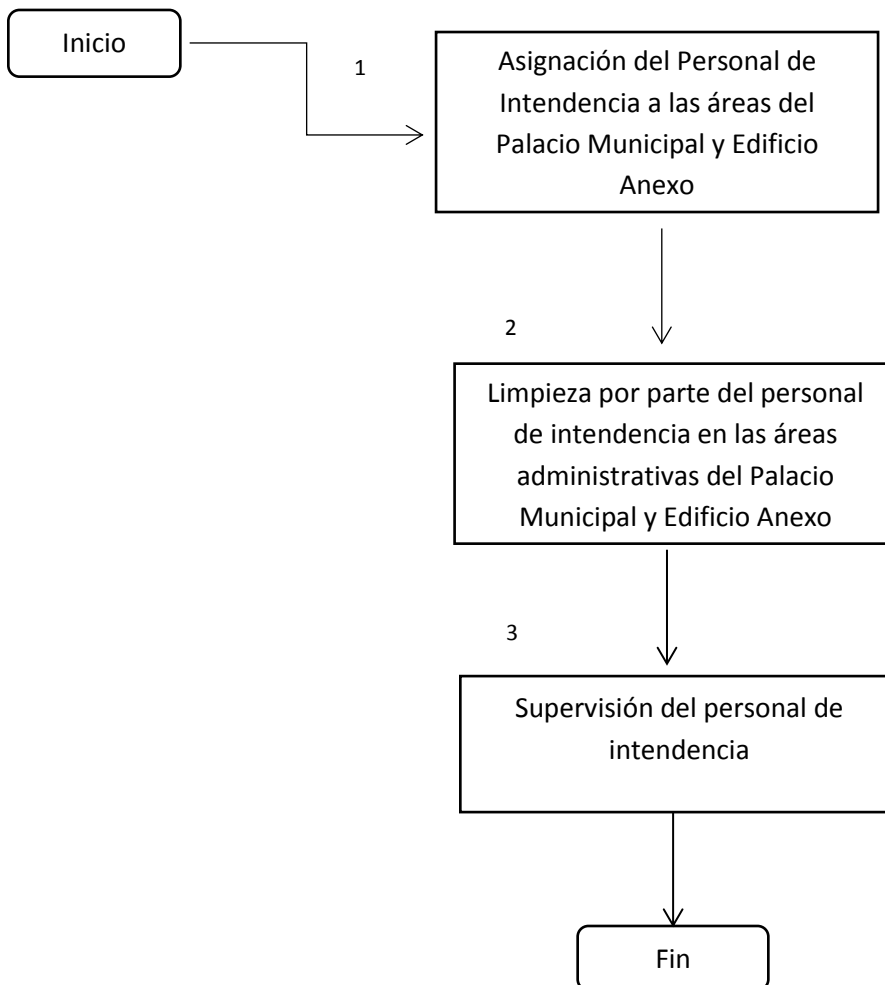 Inicio
1
Asignación del Personal de
Intendencia a las áreas del
Palacio Municipal y Edificio
Anexo
2
Limpieza por parte del personal
de intendencia en las áreas
administrativas del Palacio
Municipal y Edificio Anexo
3
Supervisión del personal de
intendencia
Fin